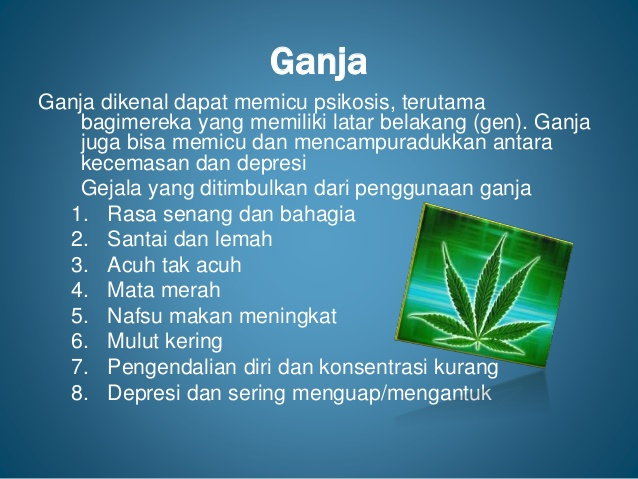 Ganja
Ganja dikenal dapat memicu psikosis, terutama
bagimereka yang memiliki latar belakang (gen). Ganja
juga bisa memicu dan mencampuradukkan antara
kecemasan dan depresi
Gejala yang ditimbulkan dari penggunaan ganja
1. Rasa senang dan bahagia
2. Santai dan lemah
3. Acuh tak acuh
4. Mata merah
5. Nafsu makan meningkat
6. Mulut kering
7. Pengendalian diri dan konsentrasi kurang
8. Depresi dan sering menguap/mengantuk